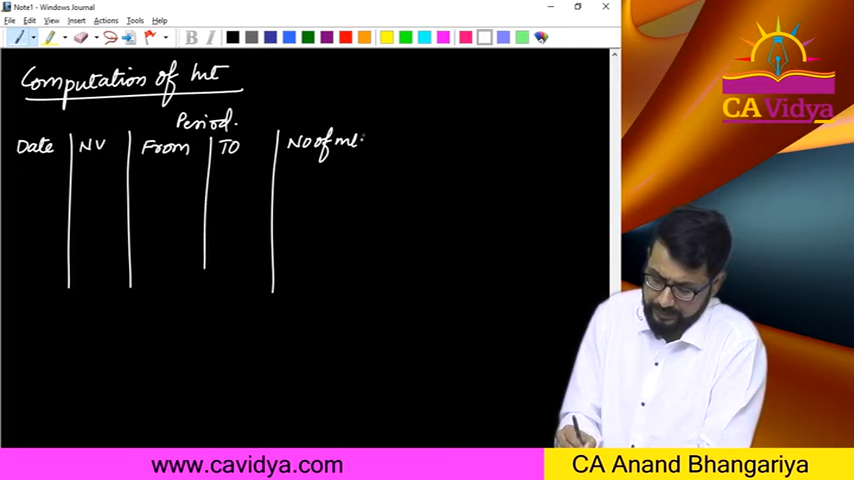 Note1 - Windows Journal
File Edit View Insert Actions Tools Help
B I
Computation of Int
Period.
Date NV From TO No of mt:
CA Vidya
www.cavidya.com
CA Anand Bhangariya